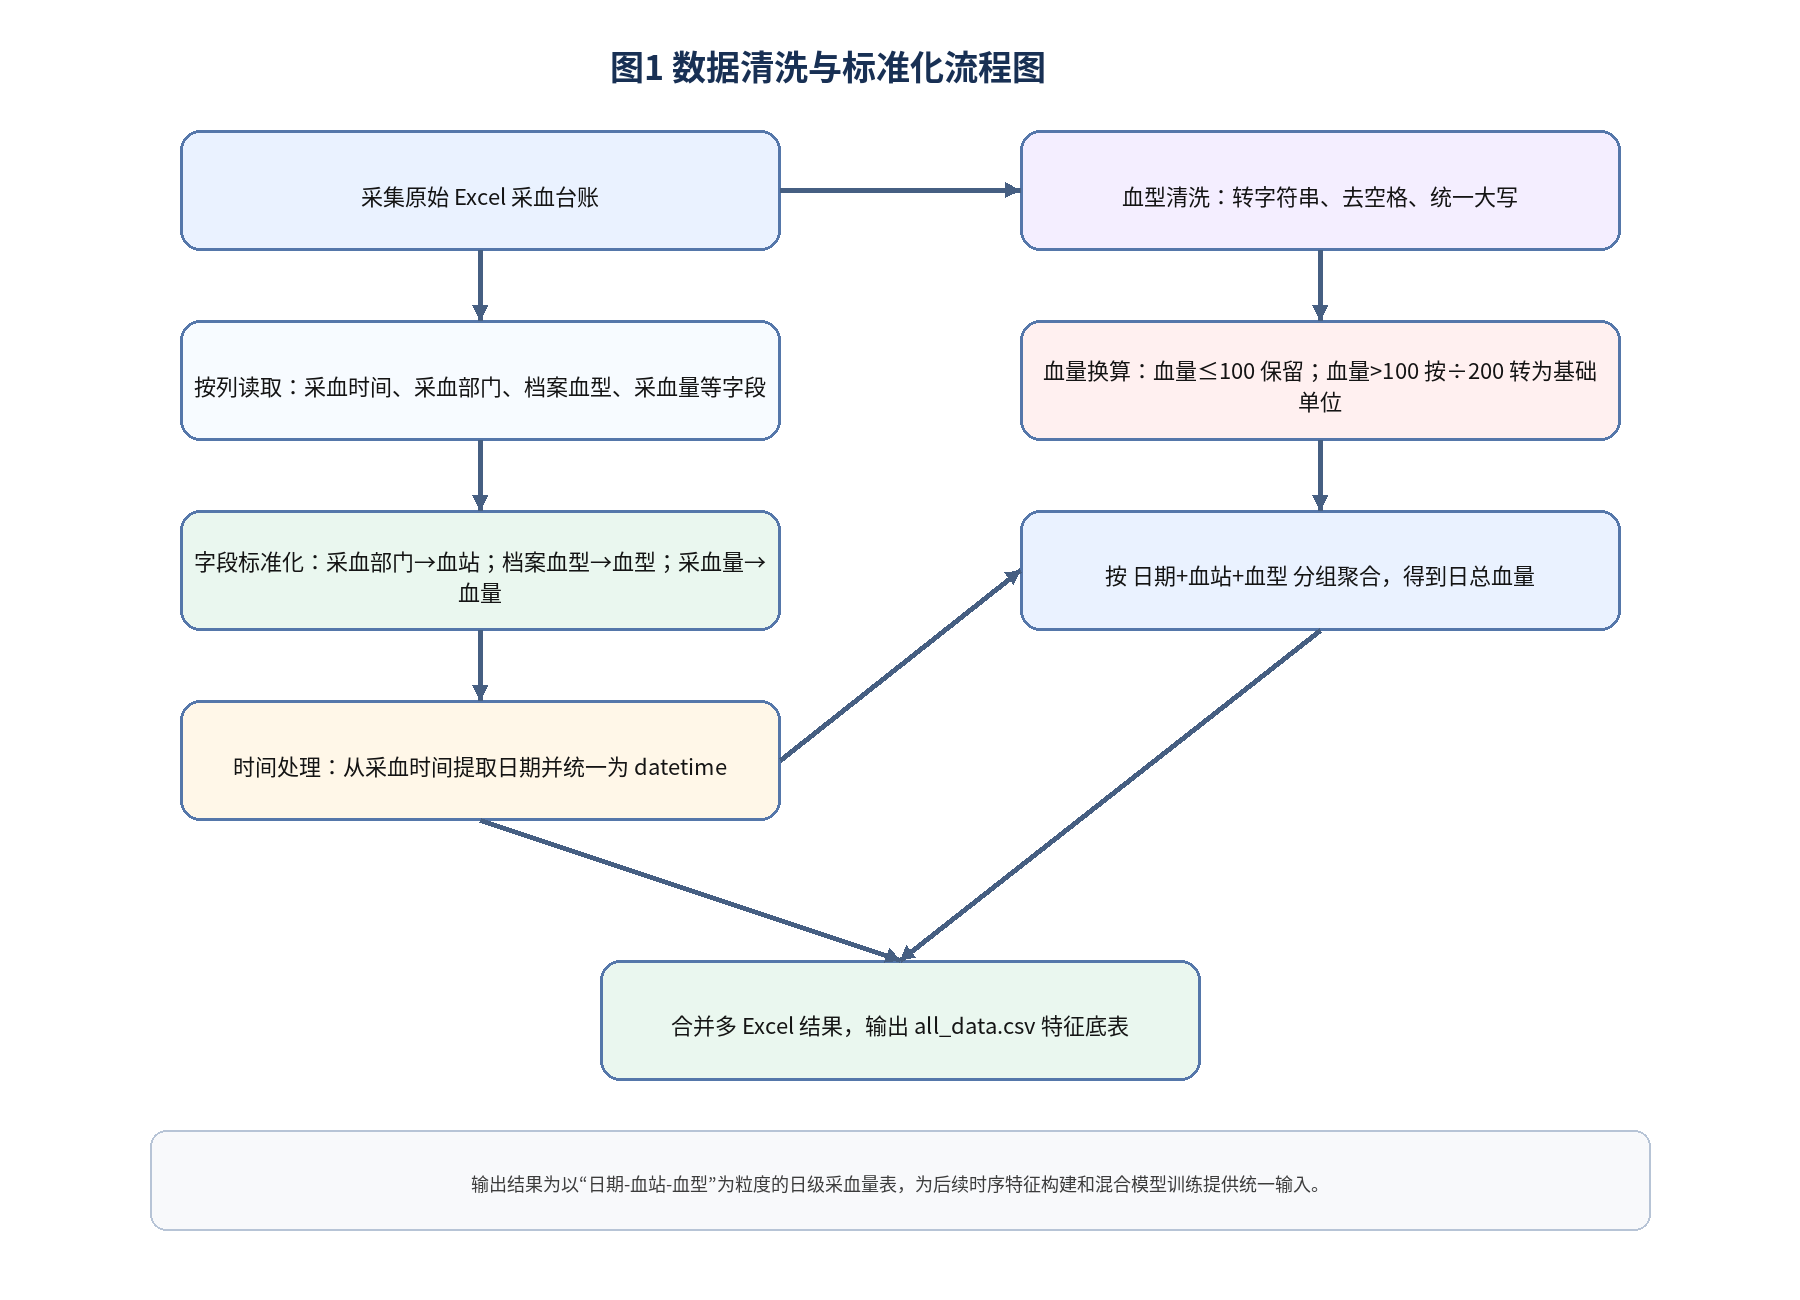 图1 数据清洗与标准化流程图
采集原始 Excel 采血台账
血型清洗：转字符串、去空格、统一大写
按列读取：采血时间、采血部门、档案血型、采血量等字段
血量换算：血量≤100 保留；血量>100 按÷200 转为基础
单位
字段标准化：采血部门→血站；档案血型→血型；采血量→
血量
按 日期+血站+血型 分组聚合，得到日总血量
时间处理：从采血时间提取日期并统一为 datetime
合并多 Excel 结果，输出 all_data.csv 特征底表
输出结果为以“日期-血站-血型”为粒度的日级采血量表，为后续时序特征构建和混合模型训练提供统一输入。